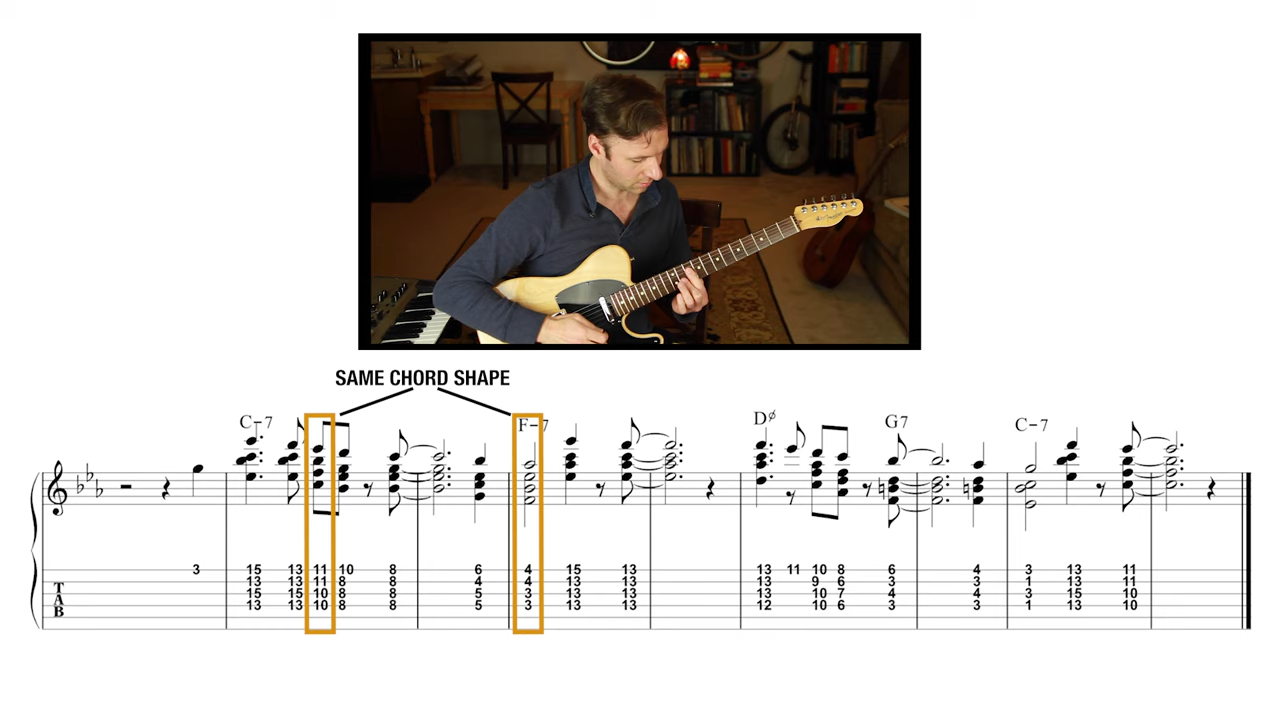 SAME CHORD SHAPE
C-7 F-7 Dø G7 C-7
3 15 13 11 10 8 6 4 15 13 13 11 10 8 6 4 3 13 11
13 13 11 8 8 4 4 13 13 13 9 6 3 3 1 13 11
T 15 15 10 8 8 5 3 13 13 13 10 7 4 4 3 15 13
A
B 13 13 10 8 8 5 3 13 13 12 10 6 3 3 1 13 10